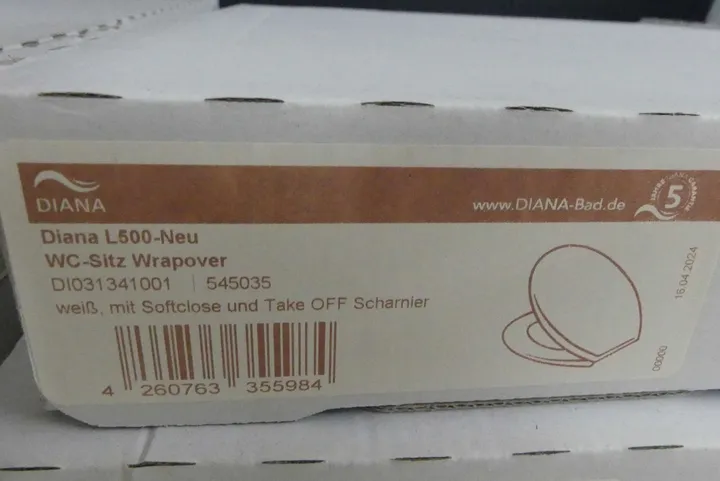 DIANA
www.DIANA-Bad.de
5
Diana L500-Neu
WC-Sitz Wrapover
DI031341001 | 545035
weiß, mit Softclose und Take OFF Scharnier
4 260763 355984
16.04.2024
00000